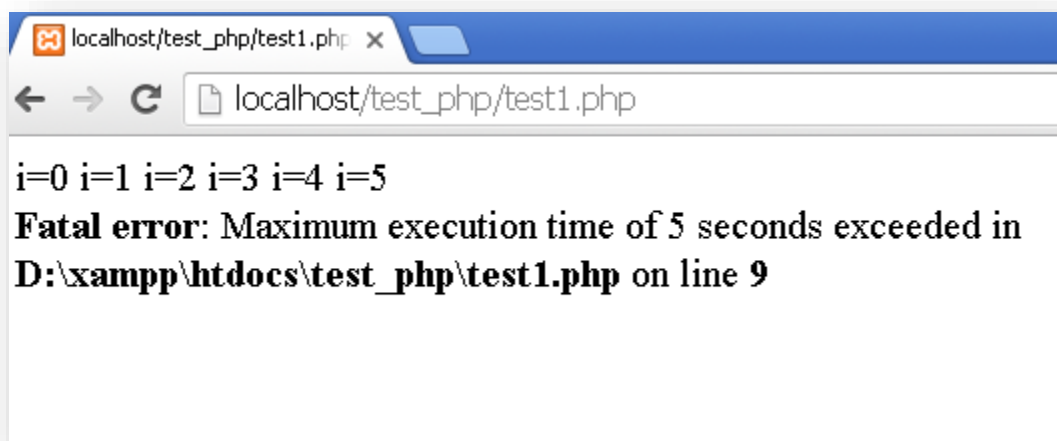 localhost/test_php/test1.php
localhost/test_php/test1.php
i=0 i=1 i=2 i=3 i=4 i=5
Fatal error: Maximum execution time of 5 seconds exceeded in
D:\xampp\htdocs\test_php\test1.php on line 9